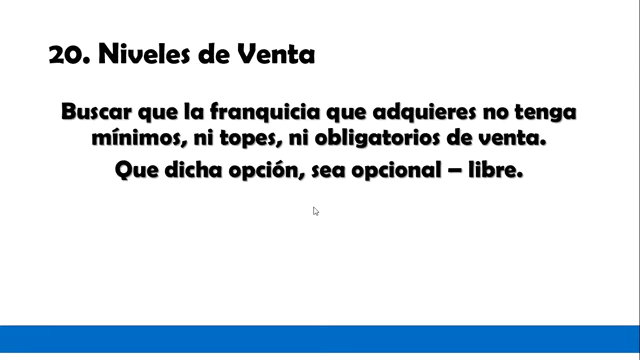 20. Niveles de Venta
Buscar que la franquicia que adquieres no tenga
mínimos, ni topes, ni obligatorios de venta.
Que dicha opción, sea opcional – libre.